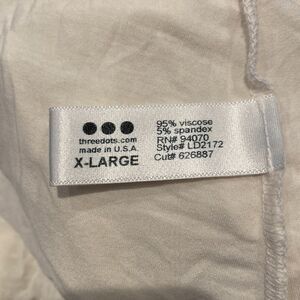 threedots.com
made in U.S.A.
X-LARGE
95% viscose
5% spandex
RN# 94070
Style# LD2172
Cut# 626887